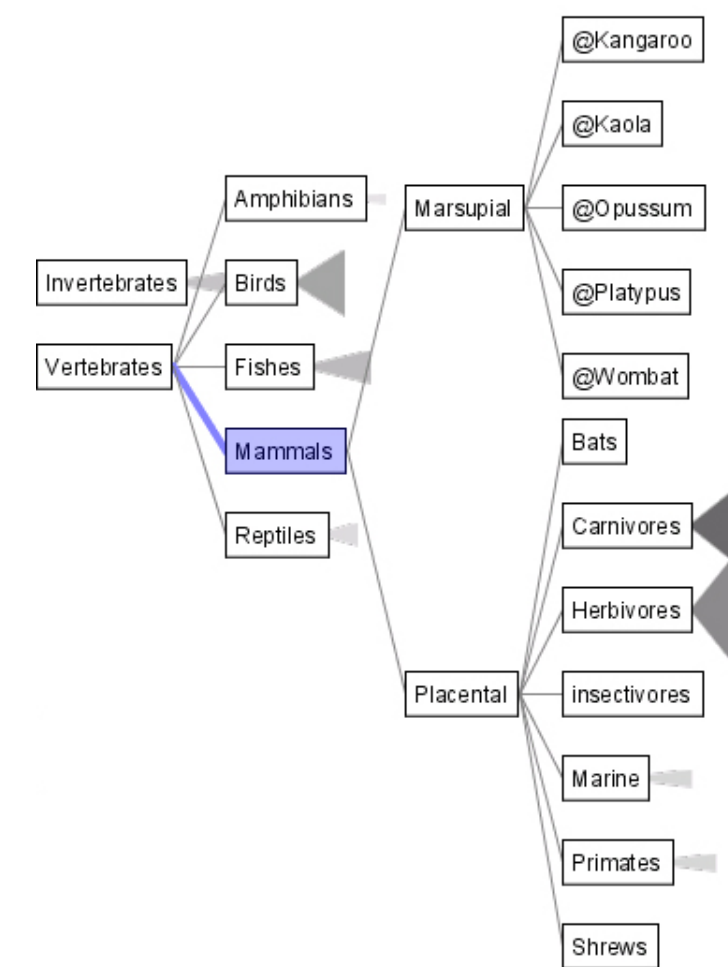 Invertebrates
Vertebrates
Amphibians
Birds
Fishes
Mammals
Reptiles
Marsupial
Placental
@Kangaroo
@Kaola
@Opussum
@Platypus
@Wombat
Bats
Carnivores
Herbivores
insectivores
Marine
Primates
Shrews